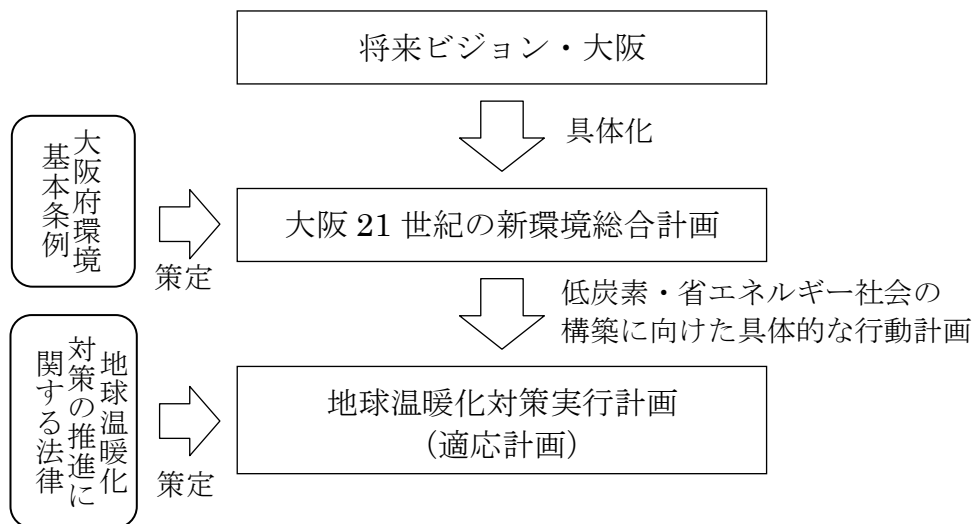 将来ビジョン・大阪
具体化
大阪府環境
基本条例
策定
大阪 21 世紀の新環境総合計画
低炭素・省エネルギー社会の
構築に向けた具体的な行動計画
地球温暖化
対策の推進に
関する法律
策定
地球温暖化対策実行計画
（適応計画）